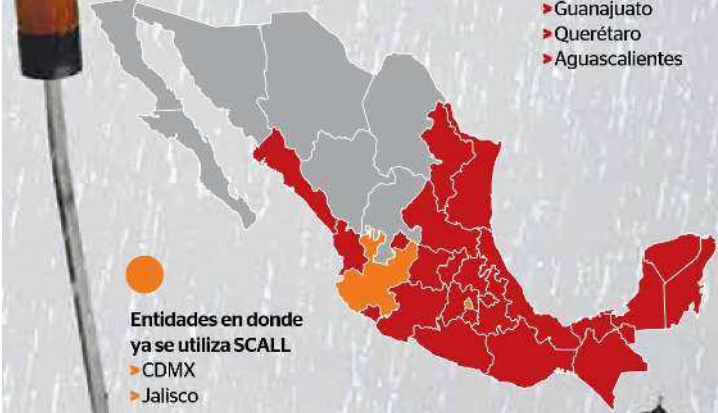 >Guanajuato
>Querétaro
>Aguascalientes
Entidades en donde
ya se utiliza SCALL
>CDMX
>Jalisco